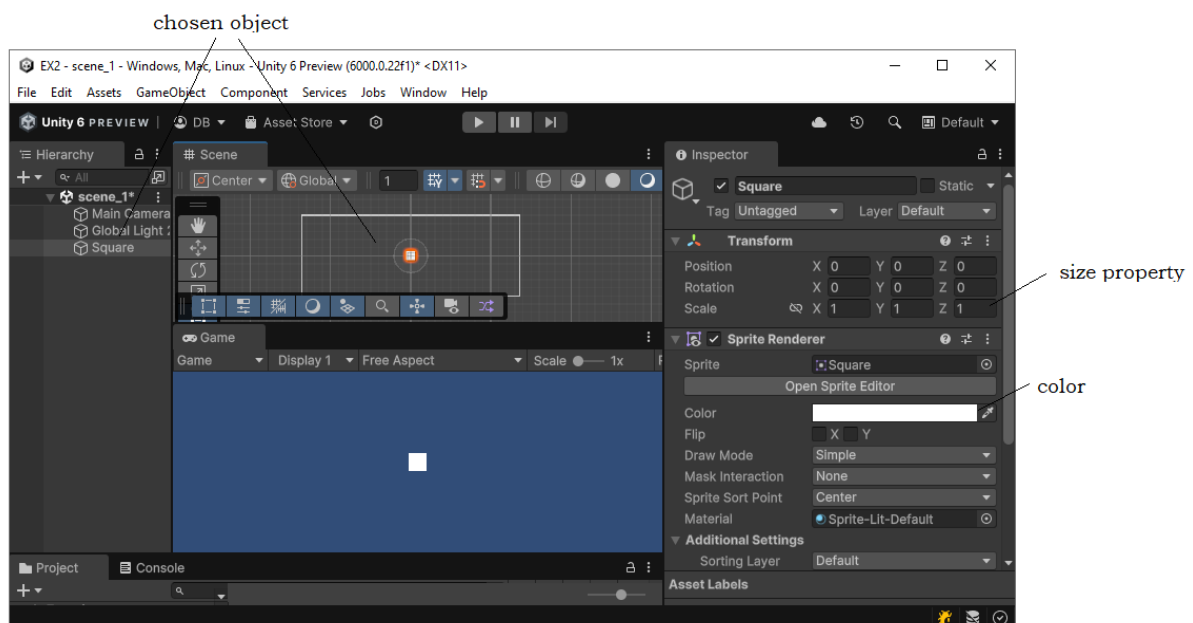 chosen object
EX2 - scene_1 - Windows, Mac, Linux - Unity 6 Preview (6000.0.22f1)* <DX11>
File Edit Assets GameObject Component Services Jobs Window Help
Unity 6 PREVIEW DB Asset Store Default
Hierarchy
All
scene_1*
Main Camera
Global Light 2
Square
# Scene
Center Global 1
Game
Game Display 1 Free Aspect Scale 1x
Inspector
Square Static
Tag Untagged Layer Default
Transform
Position X 0 Y 0 Z 0
Rotation X 0 Y 0 Z 0
Scale X 1 Y 1 Z 1
size property
Sprite Renderer
Sprite Square
Open Sprite Editor
color
Color
Flip X Y
Draw Mode Simple
Mask Interaction None
Sprite Sort Point Center
Material Sprite-Lit-Default
Additional Settings
Sorting Layer Default
Asset Labels
Project Console